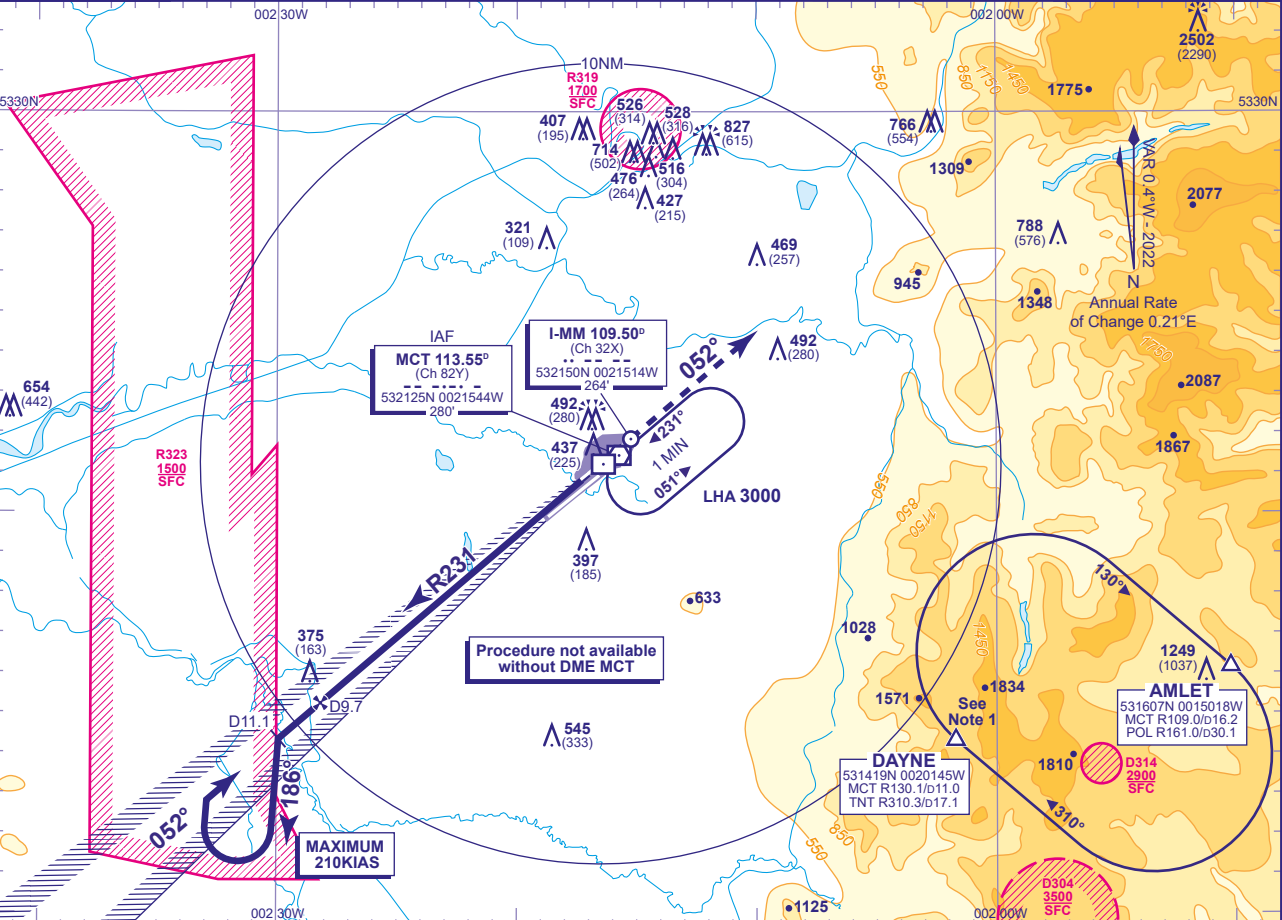 002 30W
002 00W
2502
(2290)
10NM
R319
1700
SFC
550
850
1150
1450
1775
5330N
5330N
526
(314)
528
(316)
407
(195)
827
(615)
766
(554)
714
(502)
516
(304)
476
(264)
427
(215)
1309
VAR 0.4°W - 2022
2077
321
(109)
788
(576)
469
(257)
945
1348
N
Annual Rate
of Change 0.21°E
IAF
MCT 113.55ᴰ
(Ch 82Y)
532125N 0021544W
280'
I-MM 109.50ᴰ
(Ch 32X)
532150N 0021514W
264'
052°
492
(280)
1750
2087
654
(442)
492
(280)
437
(225)
231°
1 MIN
051°
LHA 3000
1867
R323
1500
SFC
550
850
1150
397
(185)
R231
633
130°
1028
1450
375
(163)
Procedure not available
without DME MCT
1249
(1037)
1834
1571
See
Note 1
AMLET
531607N 0015018W
MCT R109.0/D16.2
POL R161.0/D30.1
D9.7
D11.1
545
(333)
DAYNE
531419N 0020145W
MCT R130.1/D11.0
TNT R310.3/D17.1
1810
D314
2900
SFC
186°
052°
310°
MAXIMUM
210KIAS
850
550
D304
3500
SFC
1125
002 30W
002 00W